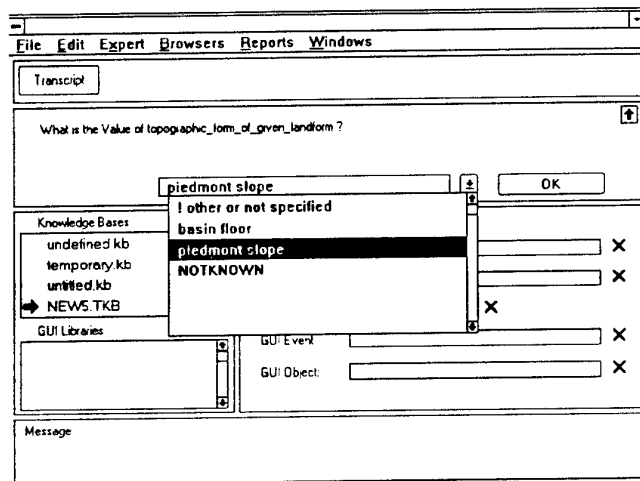 File Edit Expert Browsers Reports Windows
Transcript
What is the Value of topographic_form_of_given_landform ?
piedmont slope
OK
! other or not specified
basin floor
piedmont slope
NOTKNOWN
Knowledge Bases
undefined.kb
temporary.kb
untitled.kb
NEW5.TKB
GUI Libraries
GUI Event
GUI Object:
Message